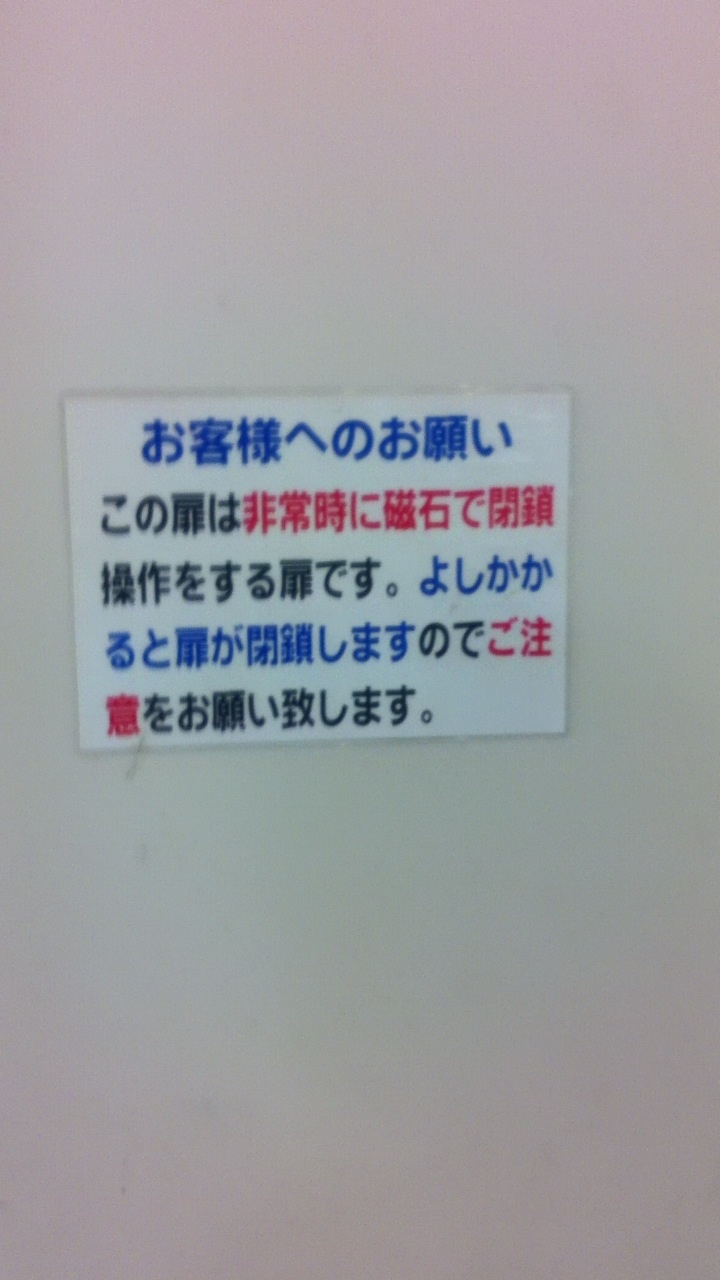 お客様へのお願い
この扉は非常時に磁石で閉鎖
操作をする扉です。よしかか
ると扉が閉鎖しますのでご注
意をお願い致します。